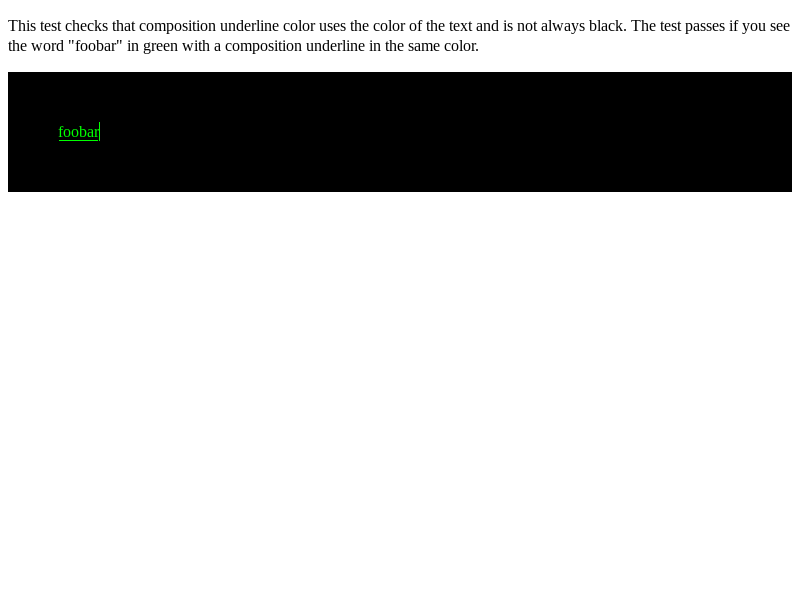 This test checks that composition underline color uses the color of the text and is not always black. The test passes if you see
the word "foobar" in green with a composition underline in the same color.
foobar